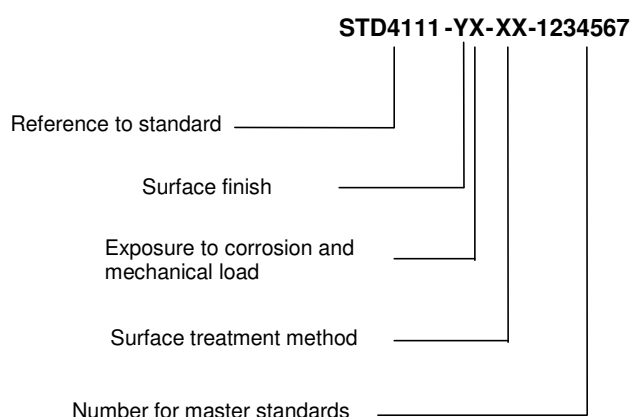 STD4111-YX-XX-1234567
Reference to standard
Surface finish
Exposure to corrosion and
mechanical load
Surface treatment method
Number for master standards